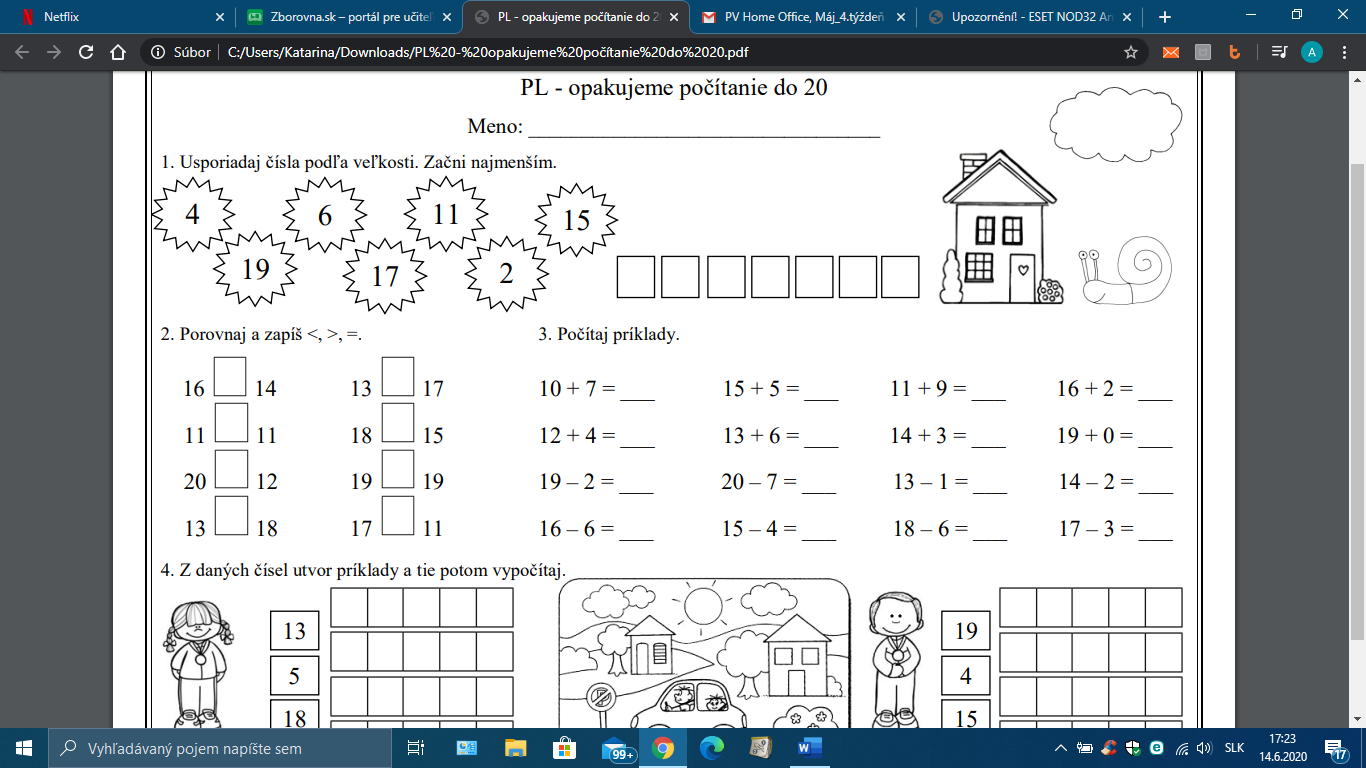 Netflix
Zborovna.sk – portál pre učiteľ
PL - opakujeme počítanie do 2
PV Home Office, Máj_4.týždeň
Upozornění! - ESET NOD32 An
Súbor C:/Users/Katarina/Downloads/PL%20-%20opakujeme%20počítanie%20do%2020.pdf
A
PL - opakujeme počítanie do 20
Meno: ___________________________________
1. Usporiadaj čísla podľa veľkosti. Začni najmenším.
4 6 11 15
19 17 2
2. Porovnaj a zapíš <, >, =. 3. Počítaj príklady.
16 14 13 17 10 + 7 = ___ 15 + 5 = ___ 11 + 9 = ___ 16 + 2 = ___
11 11 18 15 12 + 4 = ___ 13 + 6 = ___ 14 + 3 = ___ 19 + 0 = ___
20 12 19 19 19 – 2 = ___ 20 – 7 = ___ 13 – 1 = ___ 14 – 2 = ___
13 18 17 11 16 – 6 = ___ 15 – 4 = ___ 18 – 6 = ___ 17 – 3 = ___
4. Z daných čísel utvor príklady a tie potom vypočítaj.
13 19
5 4
18 15
Vyhľadávaný pojem napíšte sem
99+
SLK
17:23
14.6.2020
17